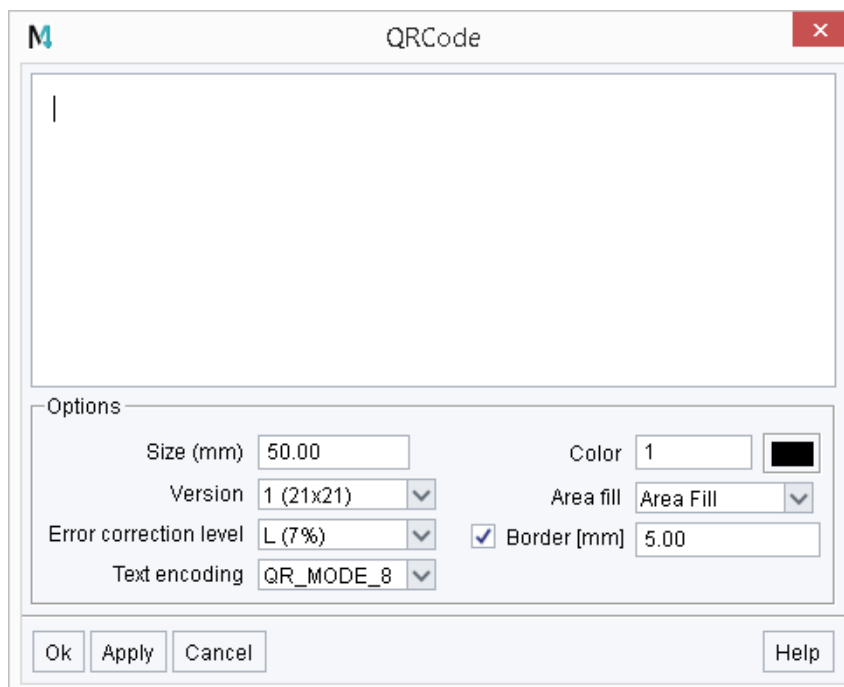 M4 QRCode
Options
Size (mm) 50.00 Color 1
Version 1 (21x21) Area fill Area Fill
Error correction level L (7%) Border [mm] 5.00
Text encoding QR_MODE_8
Ok Apply Cancel Help